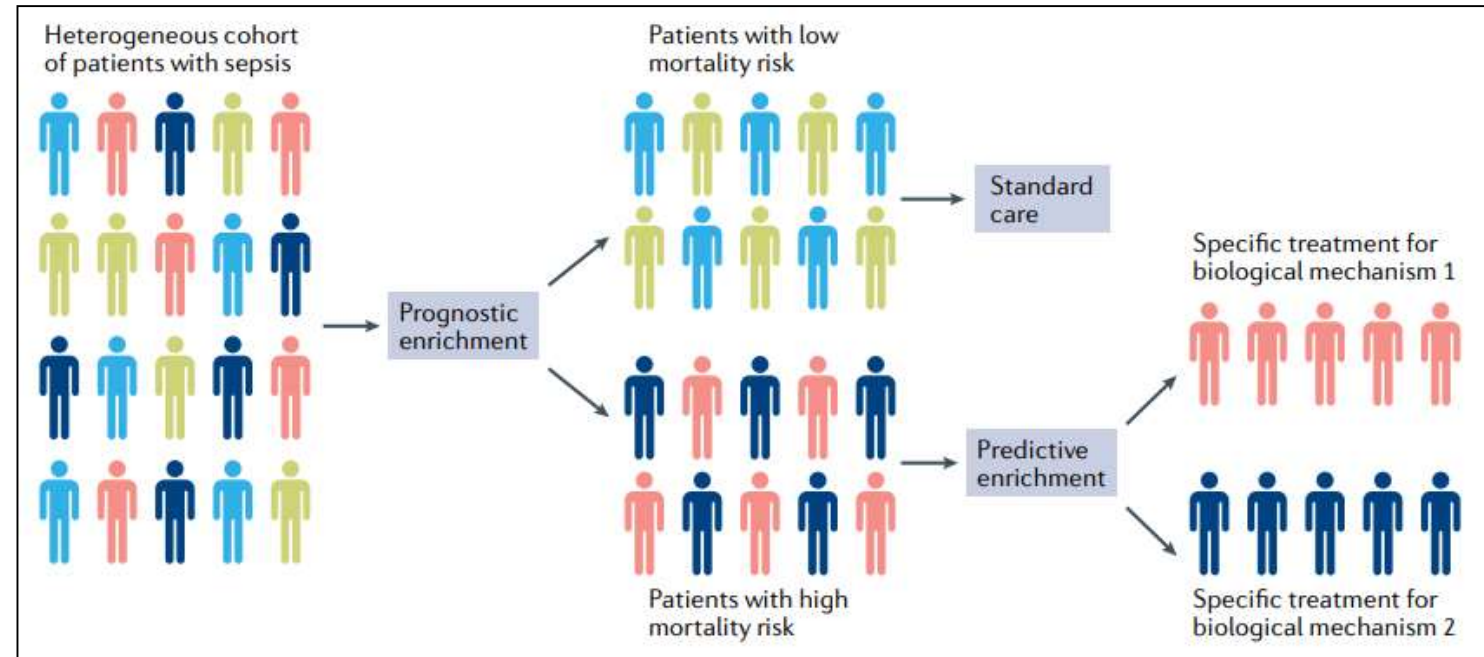 Heterogeneous cohort
of patients with sepsis
Prognostic
enrichment
Patients with low
mortality risk
Standard
care
Patients with high
mortality risk
Predictive
enrichment
Specific treatment for
biological mechanism 1
Specific treatment for
biological mechanism 2